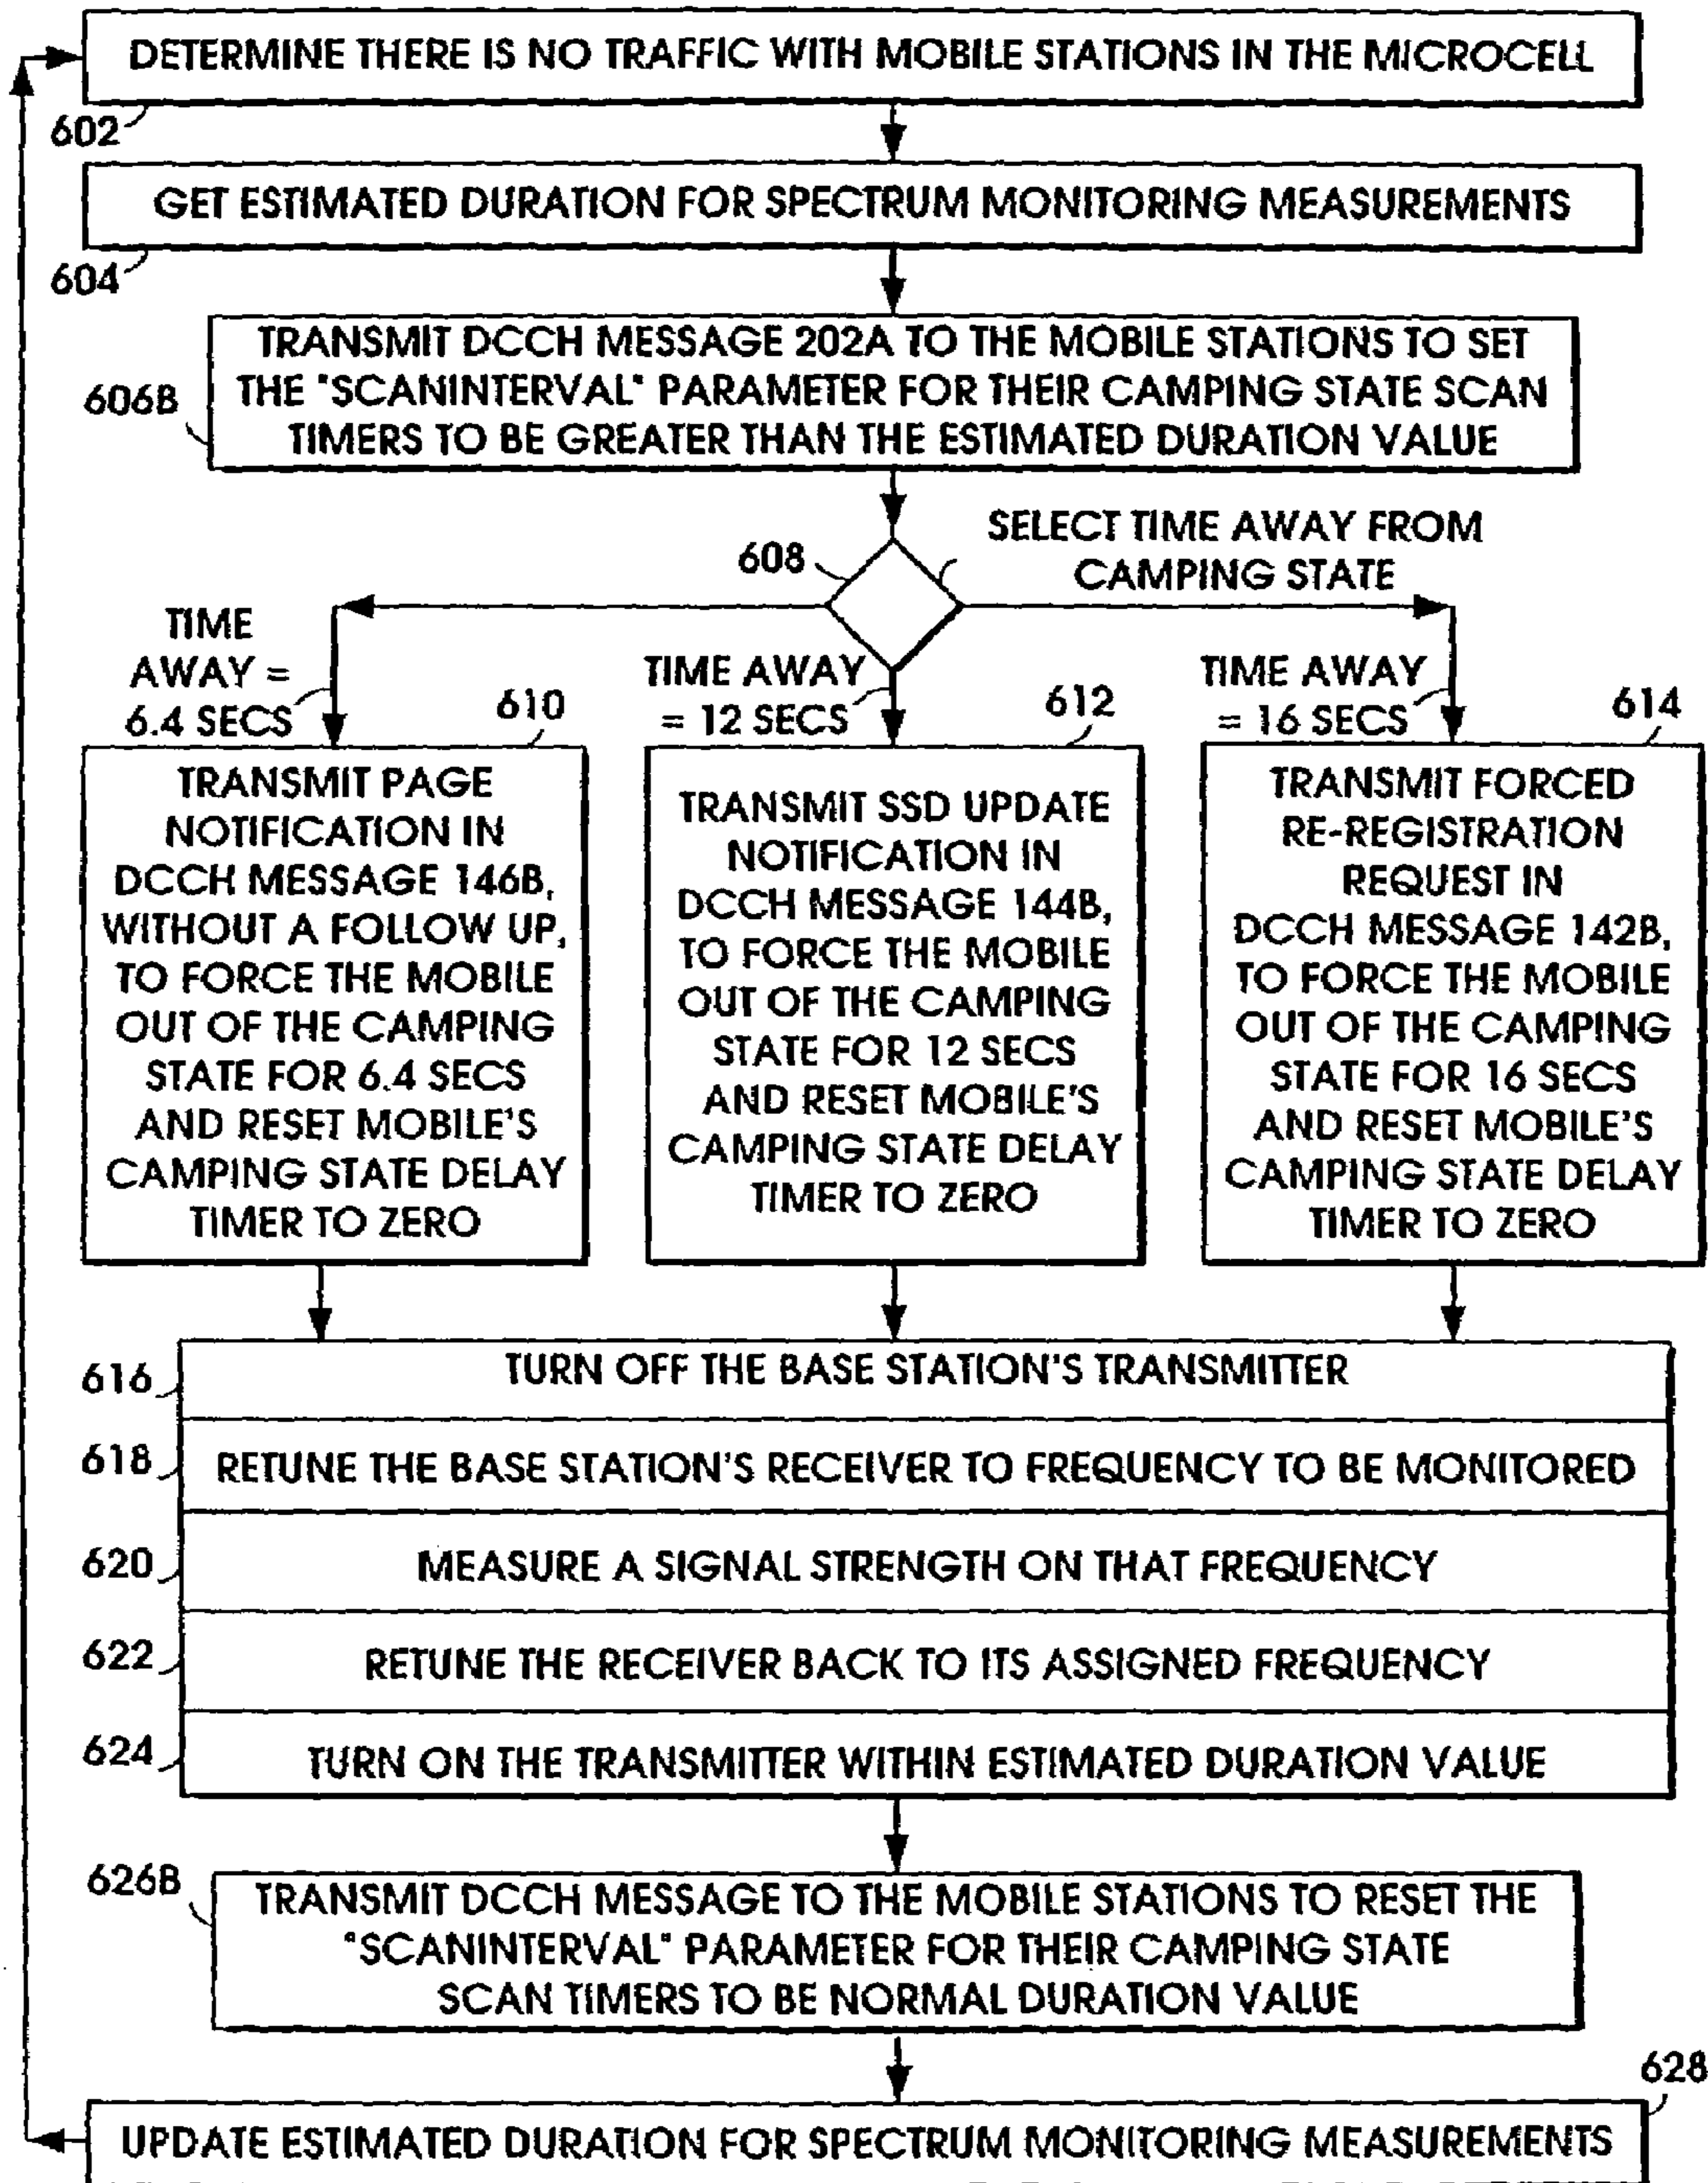 DETERMINE THERE IS NO TRAFFIC WITH MOBILE STATIONS IN THE MICROCELL
602
GET ESTIMATED DURATION FOR SPECTRUM MONITORING MEASUREMENTS
604
TRANSMIT DCCH MESSAGE 202A TO THE MOBILE STATIONS TO SET
THE "SCANINTERVAL" PARAMETER FOR THEIR CAMPING STATE SCAN
TIMERS TO BE GREATER THAN THE ESTIMATED DURATION VALUE
606B
608
SELECT TIME AWAY FROM
CAMPING STATE
TIME
AWAY =
6.4 SECS
610
TIME AWAY
= 12 SECS
612
TIME AWAY
= 16 SECS
614
TRANSMIT PAGE
NOTIFICATION IN
DCCH MESSAGE 146B,
WITHOUT A FOLLOW UP,
TO FORCE THE MOBILE
OUT OF THE CAMPING
STATE FOR 6.4 SECS
AND RESET MOBILE'S
CAMPING STATE DELAY
TIMER TO ZERO
TRANSMIT SSD UPDATE
NOTIFICATION IN
DCCH MESSAGE 144B,
TO FORCE THE MOBILE
OUT OF THE CAMPING
STATE FOR 12 SECS
AND RESET MOBILE'S
CAMPING STATE DELAY
TIMER TO ZERO
TRANSMIT FORCED
RE-REGISTRATION
REQUEST IN
DCCH MESSAGE 142B,
TO FORCE THE MOBILE
OUT OF THE CAMPING
STATE FOR 16 SECS
AND RESET MOBILE'S
CAMPING STATE DELAY
TIMER TO ZERO
616
TURN OFF THE BASE STATION'S TRANSMITTER
618
RETUNE THE BASE STATION'S RECEIVER TO FREQUENCY TO BE MONITORED
620
MEASURE A SIGNAL STRENGTH ON THAT FREQUENCY
622
RETUNE THE RECEIVER BACK TO ITS ASSIGNED FREQUENCY
624
TURN ON THE TRANSMITTER WITHIN ESTIMATED DURATION VALUE
626B
TRANSMIT DCCH MESSAGE TO THE MOBILE STATIONS TO RESET THE
"SCANINTERVAL" PARAMETER FOR THEIR CAMPING STATE
SCAN TIMERS TO BE NORMAL DURATION VALUE
628
UPDATE ESTIMATED DURATION FOR SPECTRUM MONITORING MEASUREMENTS